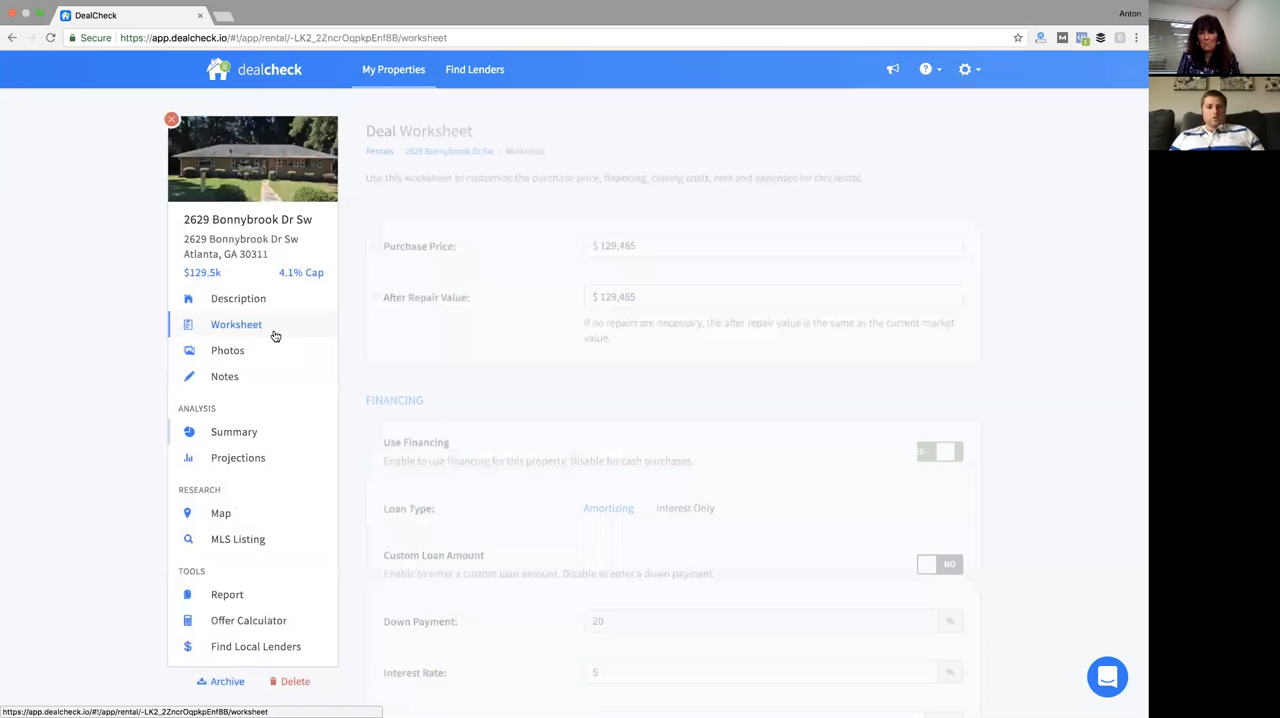 DealCheck
Anton
Secure
https://app.dealcheck.io/#!/app/rental/-LK2_2ZncrOqpkpEnf8B/worksheet
dealcheck
My Properties
Find Lenders
2629 Bonnybrook Dr Sw
2629 Bonnybrook Dr Sw
Atlanta, GA 30311
$129.5k
4.1% Cap
Description
Worksheet
Photos
Notes
ANALYSIS
Summary
Projections
RESEARCH
Map
MLS Listing
TOOLS
Report
Offer Calculator
Find Local Lenders
Archive
Delete
Deal Worksheet
Rentals
2629 Bonnybrook Dr Sw
Worksheet
Use this worksheet to customize the purchase price, financing, closing costs, rent and expenses for this rental.
Purchase Price:
$ 129,485
After Repair Value:
$ 129,485
If no repairs are necessary, the after repair value is the same as the current market
value.
FINANCING
Use Financing
Enable to use financing for this property. Disable for cash purchases.
Loan Type:
Amortizing
Interest Only
Custom Loan Amount
Enable to enter a custom loan amount. Disable to enter a down payment.
NO
Down Payment:
20
%
Interest Rate:
5
%
https://app.dealcheck.io/#!/app/rental/-LK2_2ZncrOqpkpEnf8B/worksheet